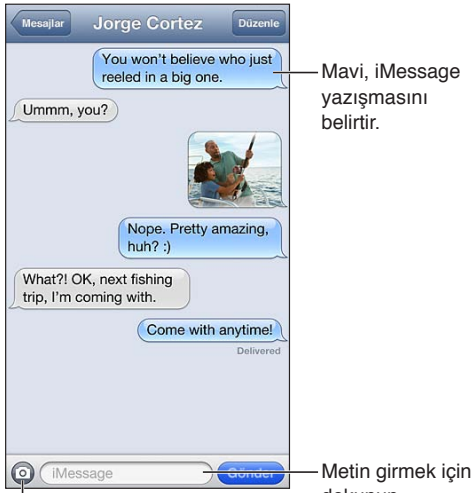 Mesajlar
Jorge Cortez
Düzenle
You won't believe who just
reeled in a big one.
Mavi, iMessage
yazışmasını
belirtir.
Ummm, you?
Nope. Pretty amazing,
huh? :)
What?! OK, next fishing
trip, I'm coming with.
Come with anytime!
Delivered
iMessage
Gönder
Metin girmek için
dokunun.